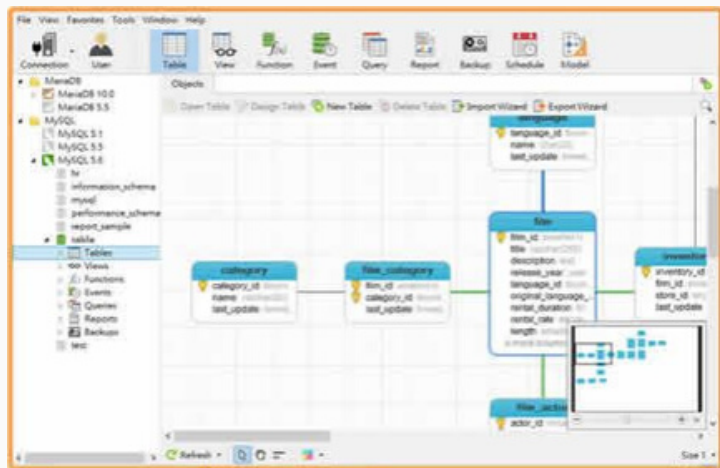 File View Favorites Tools Window Help
Connection User Table View Function Event Query Report Backup Schedule Model
MariaDB
MariaDB 10.0
MariaDB 5.5
MySQL
MySQL 5.1
MySQL 5.5
MySQL 5.6
hr
information_schema
mysql
performance_schema
report_sample
sakila
Tables
Views
Functions
Events
Queries
Reports
Backups
test
Objects
Open Table Design Table New Table Delete Table Import Wizard Export Wizard
language
language_id
name
last_update
film
film_id
title
description
release_year
language_id
original_language_
rental_duration
rental_rate
length
category
category_id
name
last_update
film_category
film_id
category_id
last_update
inventor
inventory_id
film_id
store_id
last_update
film_acto
actor_id
Refresh
Size 1